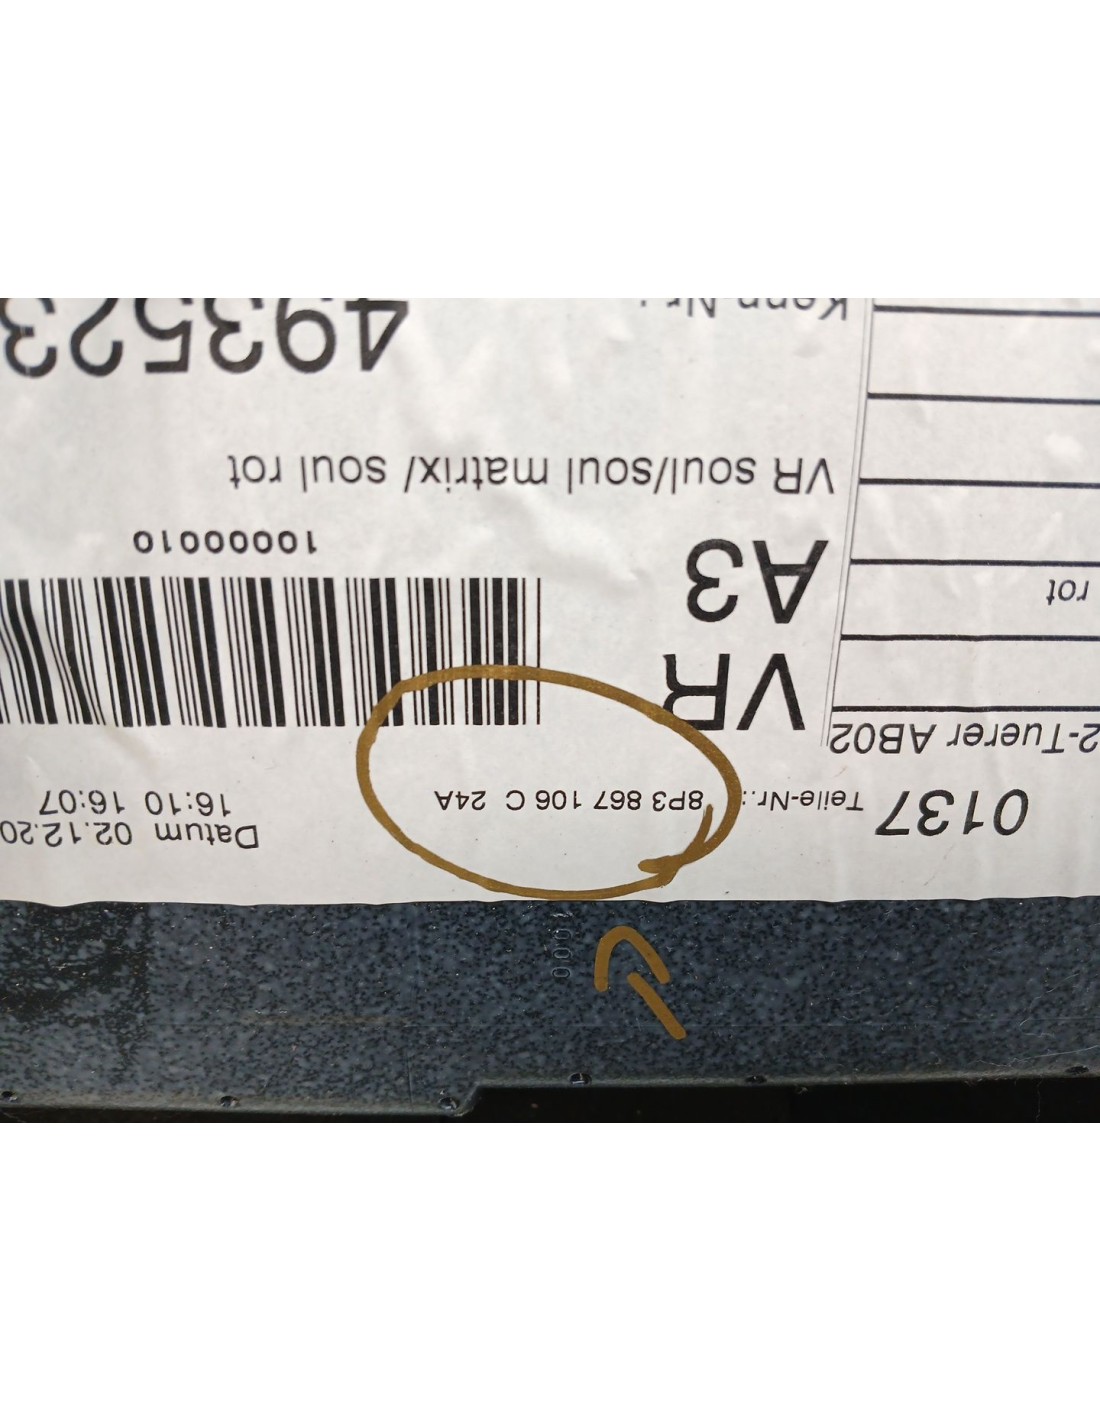 0137
Teile-Nr.: 8P3 867 106 C 24A
Datum 02.12.20
16:10 16:07
2-Tuerer AB02
VR
A3
rot
10000010
VR soul/soul matrix/ soul rot
Kenn-Nr.:
493523